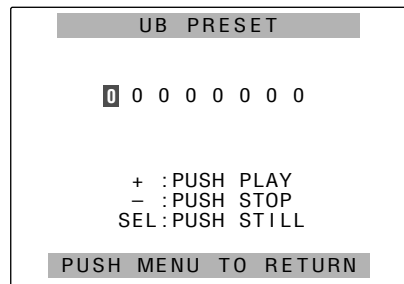 UB PRESET
0 0 0 0 0 0 0 0
+ :PUSH PLAY
– :PUSH STOP
SEL:PUSH STILL
PUSH MENU TO RETURN